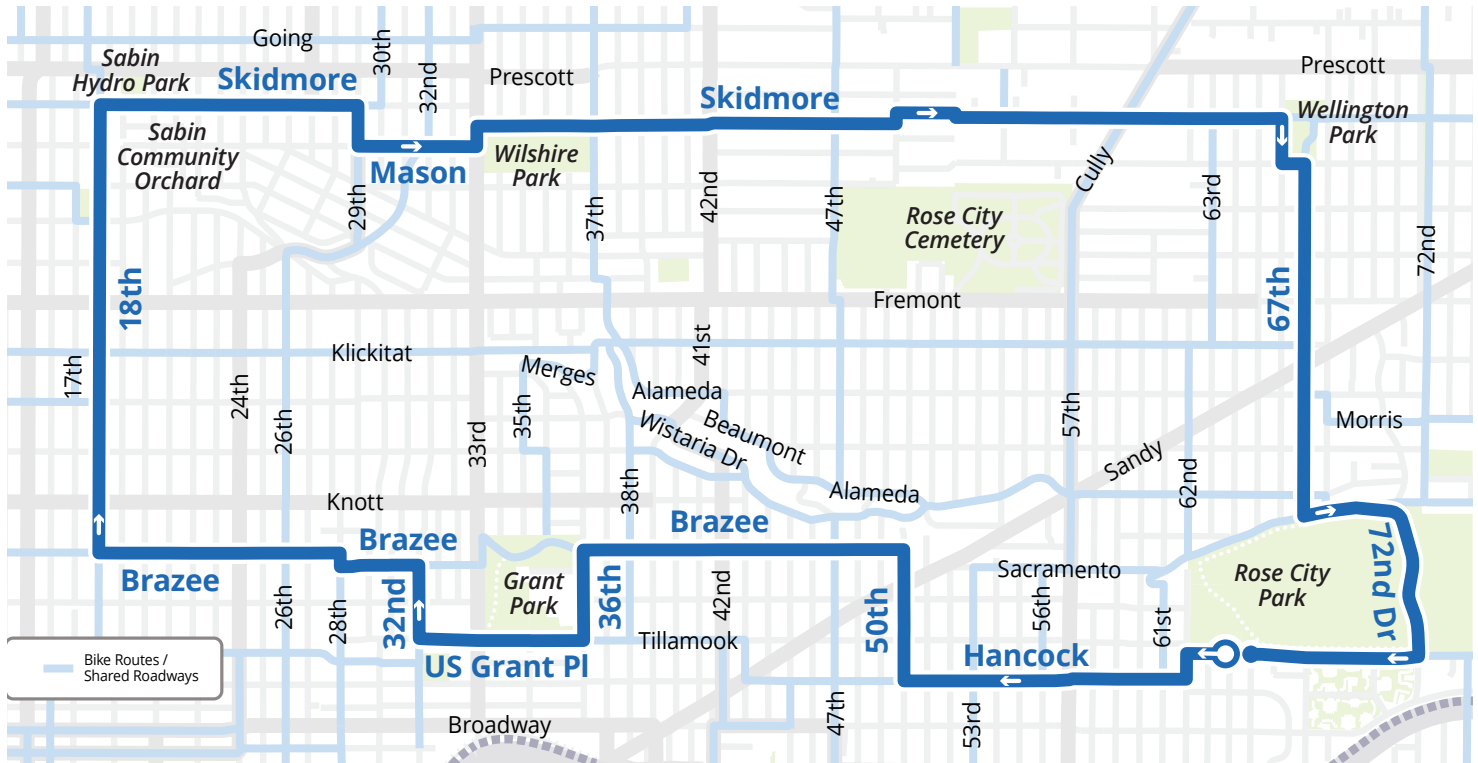 Going
30th
Sabin
Hydro Park
Skidmore
32nd
Prescott
Prescott
Skidmore
Wellington
Park
Sabin
Community
Orchard
Mason
Wilshire
Park
29th
37th
42nd
47th
Cully
63rd
Rose City
Cemetery
72nd
18th
67th
Fremont
17th
Klickitat
41st
Merges
Alameda
24th
26th
33rd
35th
Wistaria Dr
Beaumont
57th
Morris
Sandy
62nd
38th
Alameda
Knott
Brazee
Brazee
Brazee
Grant
Park
36th
42nd
50th
Sacramento
56th
61st
Rose City
Park
72nd Dr
26th
28th
32nd
Tillamook
US Grant Pl
Hancock
Bike Routes /
Shared Roadways
47th
53rd
Broadway